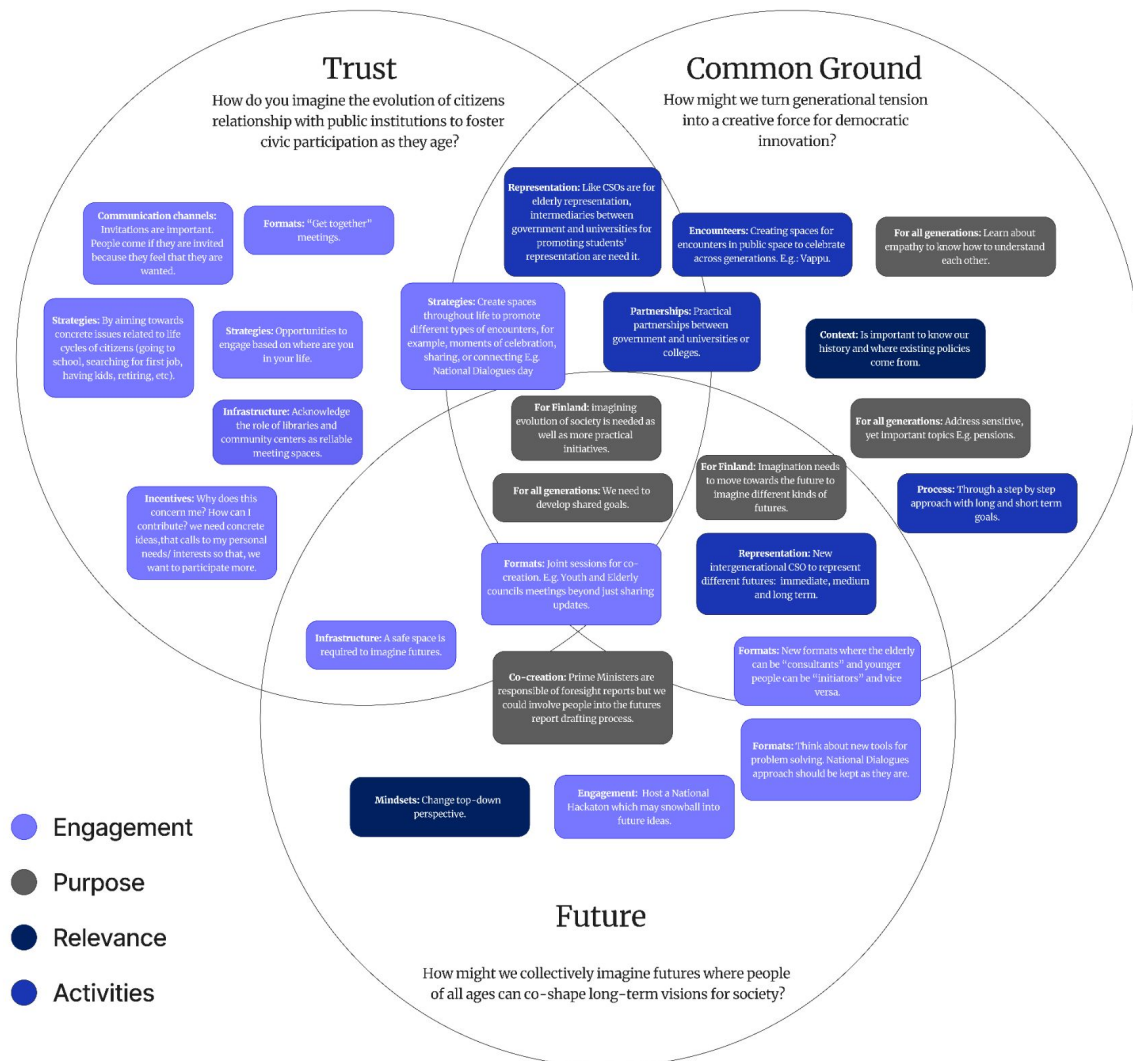 Trust
How do you imagine the evolution of citizens
relationship with public institutions to foster
civic participation as they age?
Common Ground
How might we turn generational tension
into a creative force for democratic
innovation?
Communication channels:
Invitations are important.
People come if they are invited
because they feel that they are
wanted.
Formats: “Get together”
meetings.
Strategies: By aiming towards
concrete issues related to life
cycles of citizens (going to
school, searching for first job,
having kids, retiring, etc).
Strategies: Opportunities to
engage based on where are you
in your life.
Infrastructure: Acknowledge
the role of libraries and
community centers as reliable
meeting spaces.
Incentives: Why does this
concern me? How can I
contribute? we need concrete
ideas,that calls to my personal
needs/ interests so that, we
want to participate more.
Representation: Like CSOs are for
elderly representation,
intermediaries between
government and universities for
promoting students’
representation are need it.
Strategies: Create spaces
throughout life to promote
different types of encounters, for
example, moments of celebration,
sharing, or connecting E.g.
National Dialogues day
Encounteers: Creating spaces for
encounters in public space to celebrate
across generations. E.g.: Vappu.
Partnerships: Practical
partnerships between
government and universities or
colleges.
For all generations: Learn about
empathy to know how to understand
each other.
Context: Is important to know our
history and where existing policies
come from.
For all generations: Address sensitive,
yet important topics E.g. pensions.
Process: Through a step by step
approach with long and short term
goals.
For Finland: imagining
evolution of society is needed
as well as more practical
initiatives.
For all generations: We need to
develop shared goals.
Formats: Joint sessions for co-
creation. E.g. Youth and Elderly
councils meetings beyond just sharing
updates.
For Finland: Imagination needs
to move towards the future to
imagine different kinds of
futures.
Representation: New
intergenerational CSO to represent
different futures: immediate, medium
and long term.
Infrastructure: A safe space is
required to imagine futures.
Co-creation: Prime Ministers are
responsible of foresight reports but we
could involve people into the futures
report drafting process.
Formats: New formats where the elderly
can be “consultants” and younger
people can be “initiators” and vice
versa.
Formats: Think about new tools for
problem solving. National Dialogues
approach should be kept as they are.
Mindsets: Change top-down
perspective.
Engagement: Host a National
Hackaton which may snowball into
future ideas.
Engagement
Purpose
Relevance
Activities
Future
How might we collectively imagine futures where people
of all ages can co-shape long-term visions for society?